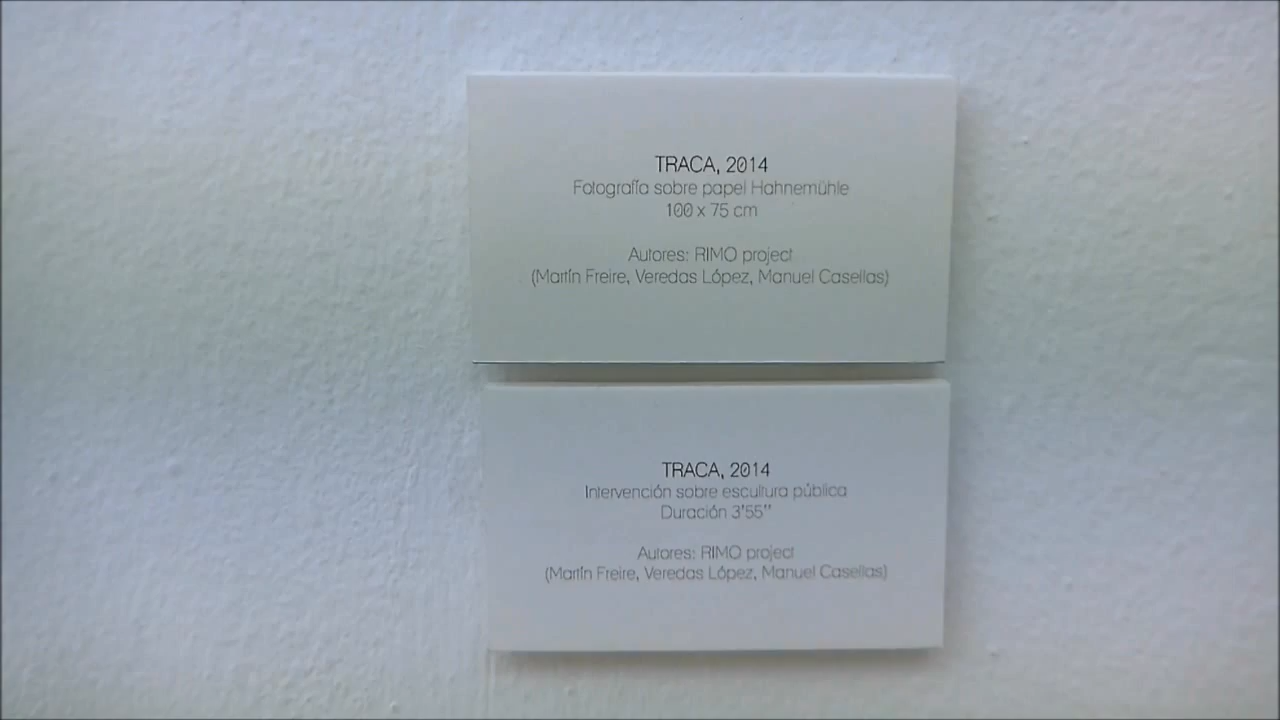 TRACA, 2014
Fotografía sobre papel Hahnemühle
100 x 75 cm
Autores: RIMO project
(Martín Freire, Veredas López, Manuel Casellas)
TRACA, 2014
Intervención sobre escultura pública
Duración 3'55''
Autores: RIMO project
(Martín Freire, Veredas López, Manuel Casellas)